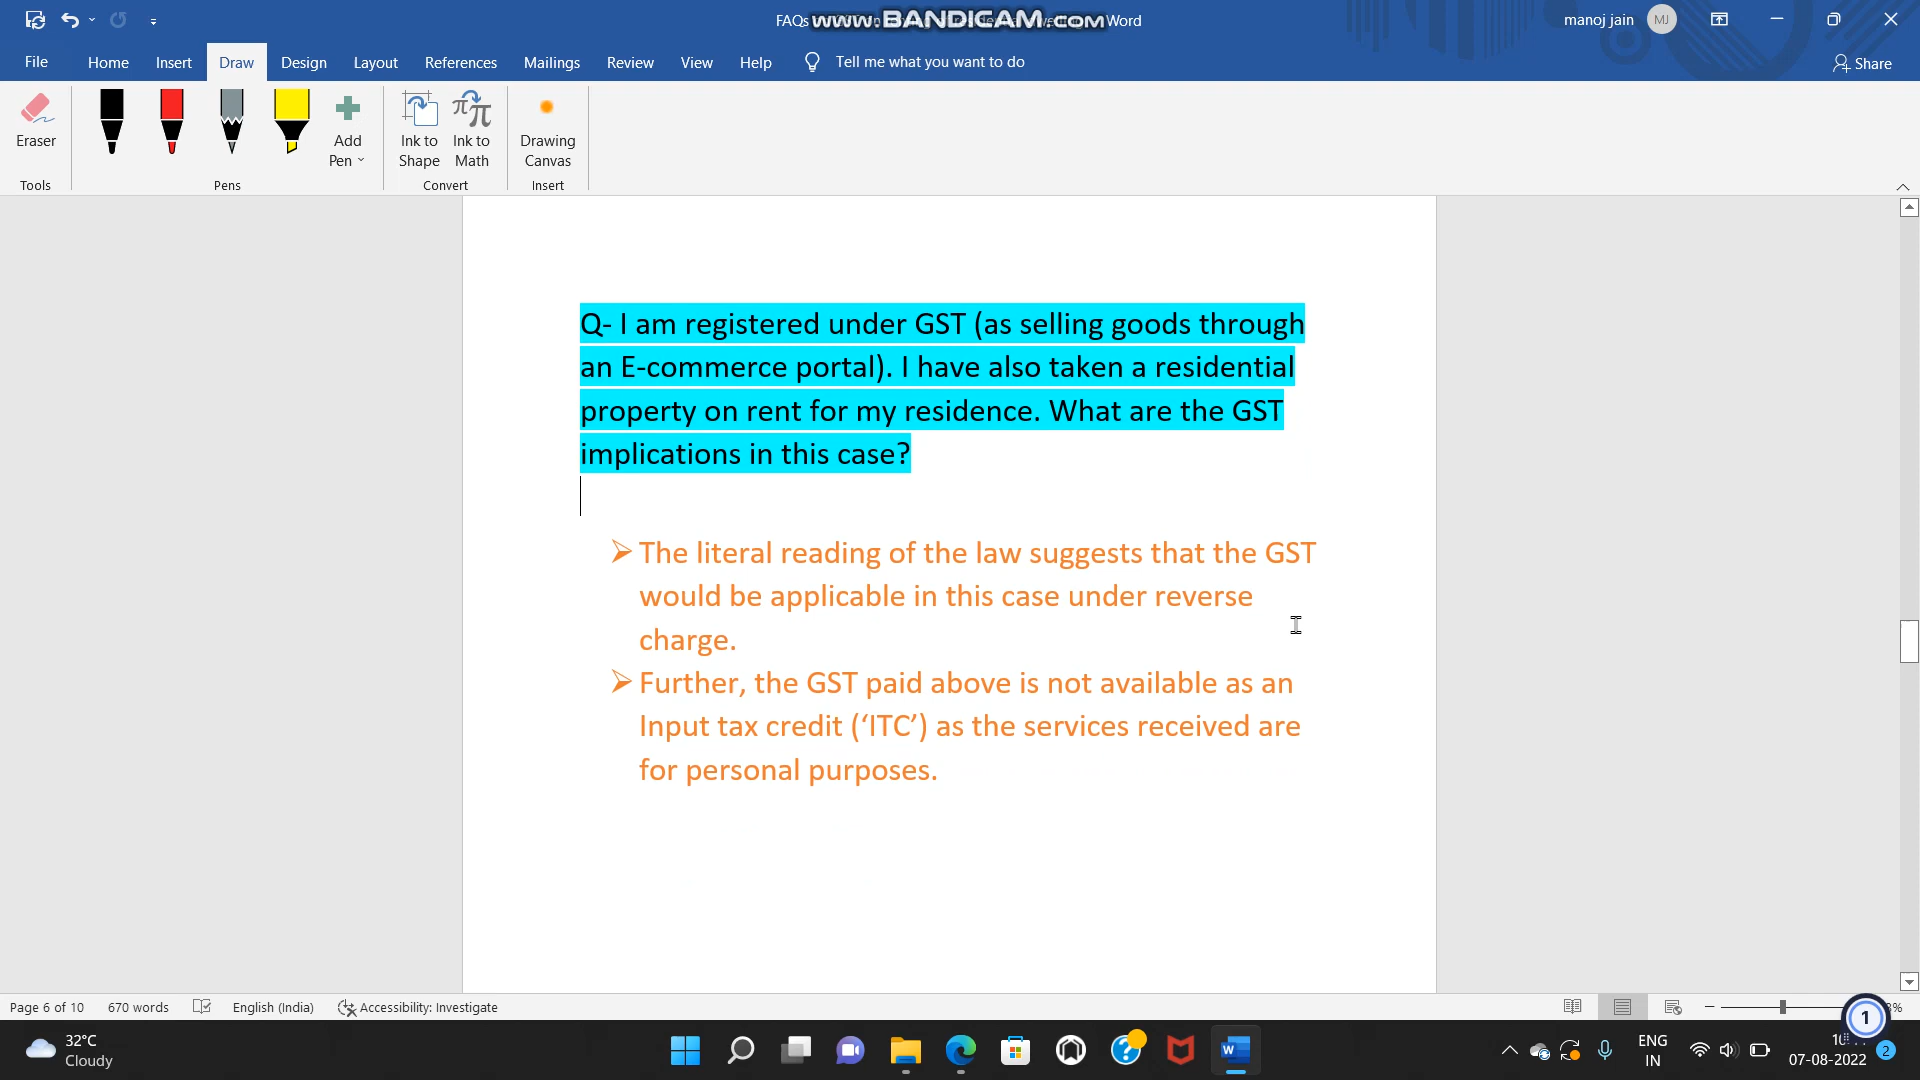 FAQs
www.BANDICAM.com
Word
manoj jain
MJ
File
Home
Insert
Draw
Design
Layout
References
Mailings
Review
View
Help
Tell me what you want to do
Share
Eraser
Add
Pen
Ink to
Shape
Ink to
Math
Drawing
Canvas
Tools
Pens
Convert
Insert
Q- I am registered under GST (as selling goods through
an E-commerce portal). I have also taken a residential
property on rent for my residence. What are the GST
implications in this case?
➢ The literal reading of the law suggests that the GST
would be applicable in this case under reverse
charge.
➢ Further, the GST paid above is not available as an
Input tax credit (‘ITC’) as the services received are
for personal purposes.
Page 6 of 10
670 words
English (India)
Accessibility: Investigate
1
32°C
Cloudy
W
ENG
IN
07-08-2022
2